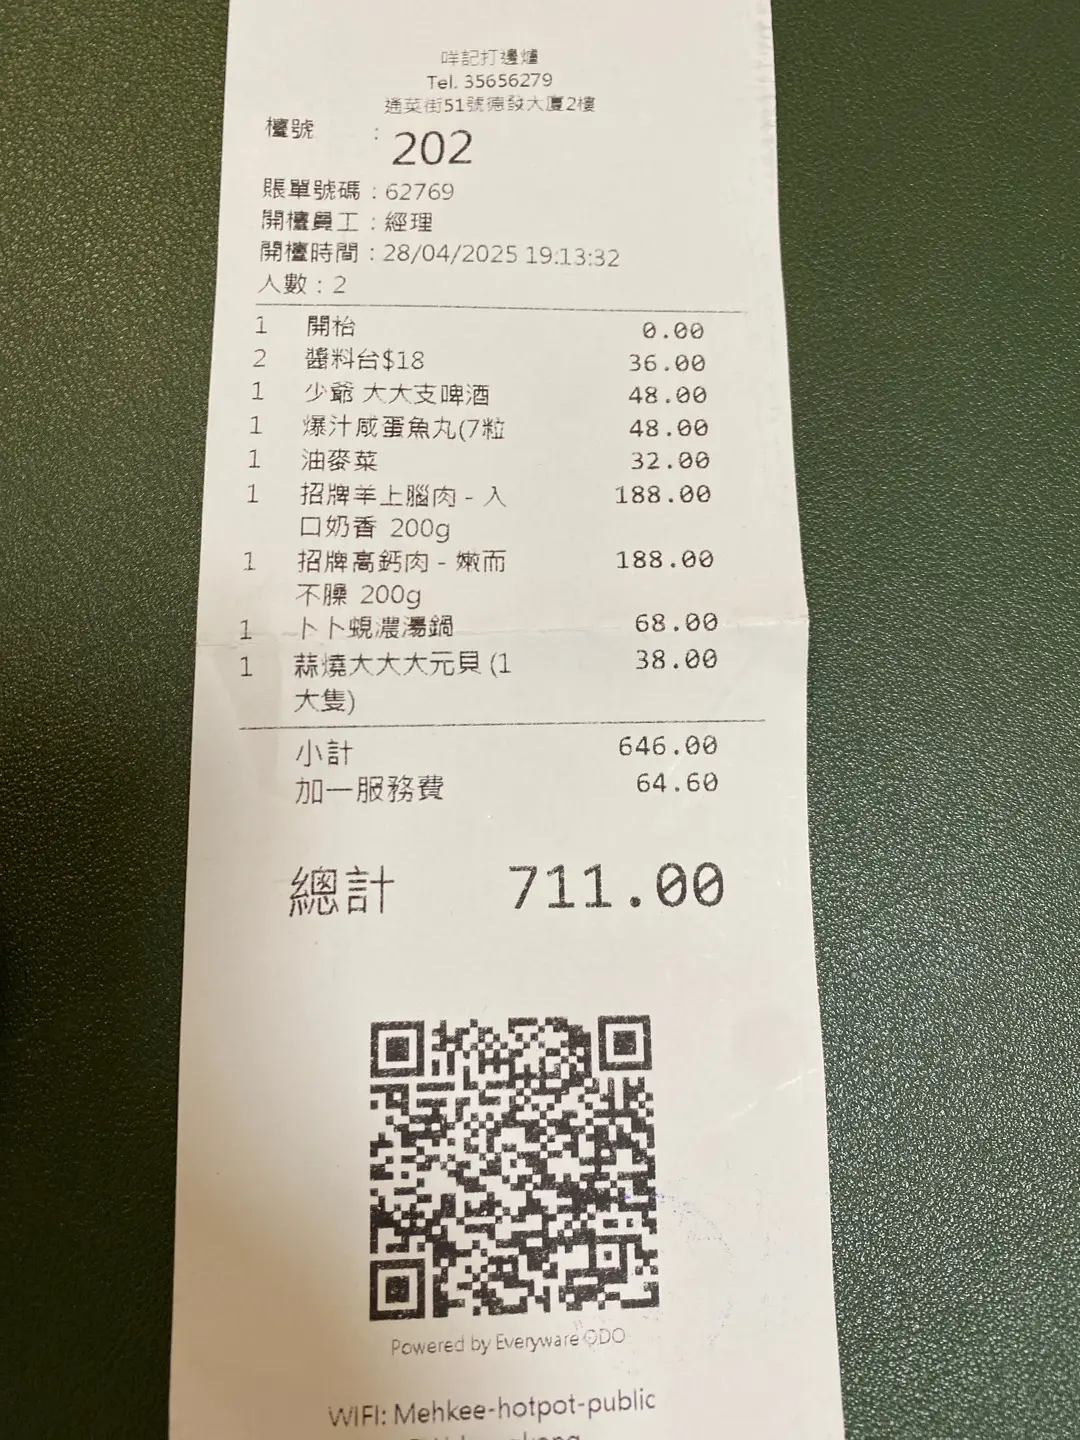 咩記打邊爐
Tel. 35656279
通菜街51號德發大廈2樓
檯號 : 202
賬單號碼 : 62769
開檯員工 : 經理
開檯時間 : 28/04/2025 19:13:32
人數 : 2
1 開枱 0.00
2 醬料台$18 36.00
1 少爺 大大支啤酒 48.00
1 爆汁咸蛋魚丸(7粒 48.00
1 油麥菜 32.00
1 招牌羊上腦肉 - 入 188.00
口奶香 200g
1 招牌高鈣肉 - 嫩而 188.00
不臊 200g
1 卜卜蜆濃湯鍋 68.00
1 蒜燒大大大元貝 (1 38.00
大隻)
小計 646.00
加一服務費 64.60
總計 711.00
Powered by Everyware ODO
WIFI: Mehkee-hotpot-public